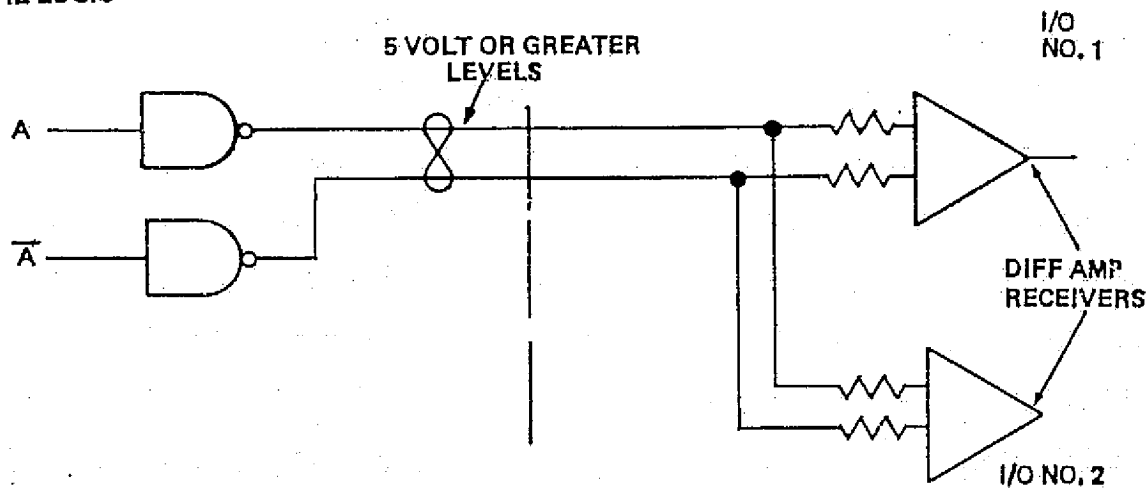 I/O
NO. 1
5 VOLT OR GREATER
LEVELS
A
A̅
DIFF AMP
RECEIVERS
I/O NO. 2